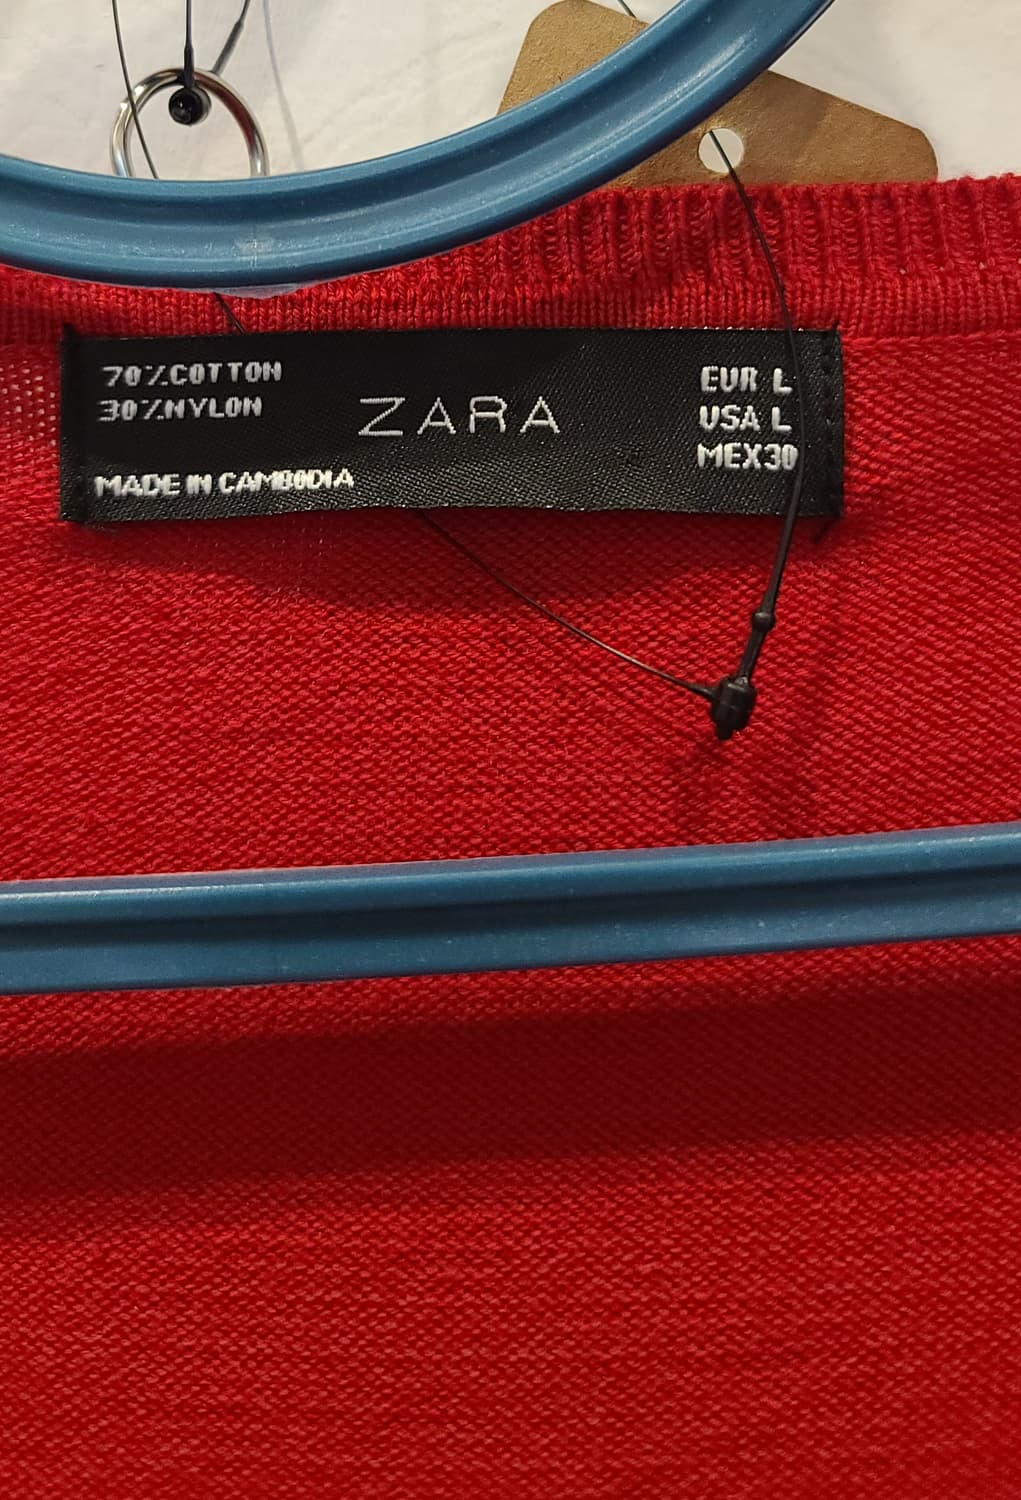 70%COTTON
30%NYLON
MADE IN CAMBODIA
ZARA
EUR L
USA L
MEX30